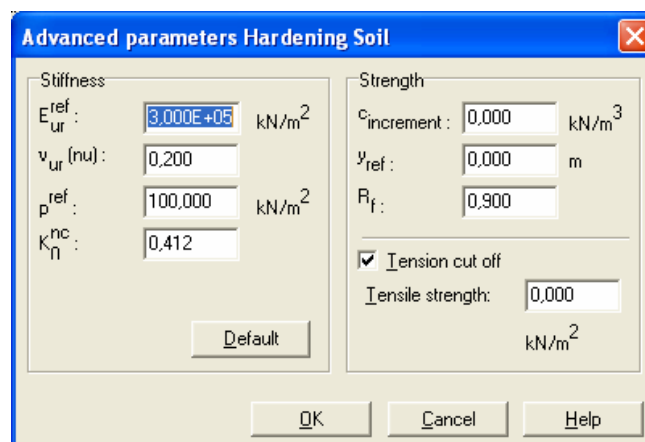 Advanced parameters Hardening Soil
Stiffness
E_ur^ref : 3,000E+05 kN/m²
ν_ur (nu) : 0,200
p^ref : 100,000 kN/m²
K_0^nc : 0,412
Default
Strength
c_increment : 0,000 kN/m³
y_ref : 0,000 m
R_f : 0,900
Tension cut off
Tensile strength: 0,000
kN/m²
OK Cancel Help